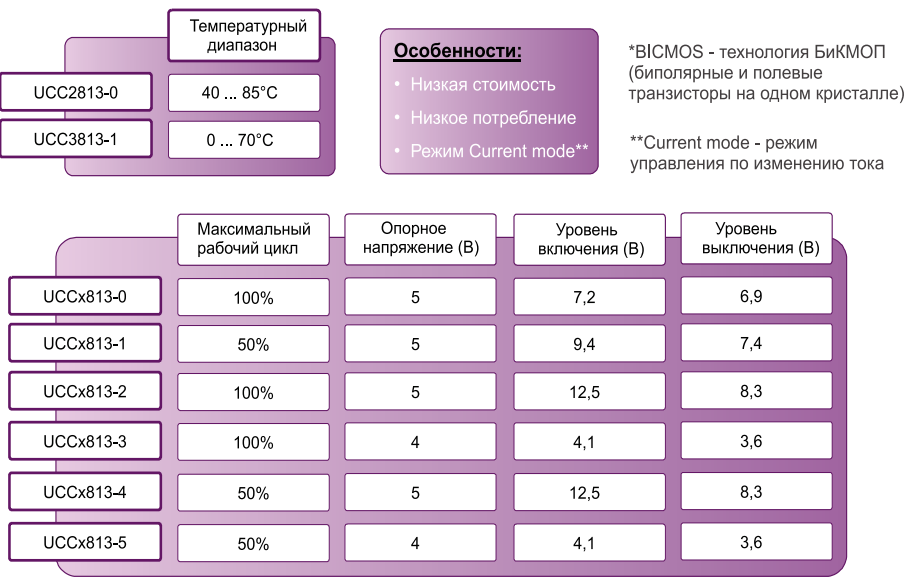 Температурный
диапазон
UCC2813-0
40 ... 85°C
UCC3813-1
0 ... 70°C
Особенности:
• Низкая стоимость
• Низкое потребление
• Режим Current mode**
*BICMOS - технология БиКМОП
(биполярные и полевые
транзисторы на одном кристалле)
**Current mode - режим
управления по изменению тока
Максимальный
рабочий цикл
Опорное
напряжение (В)
Уровень
включения (В)
Уровень
выключения (В)
UCCx813-0 100% 5 7,2 6,9
UCCx813-1 50% 5 9,4 7,4
UCCx813-2 100% 5 12,5 8,3
UCCx813-3 100% 4 4,1 3,6
UCCx813-4 50% 5 12,5 8,3
UCCx813-5 50% 4 4,1 3,6